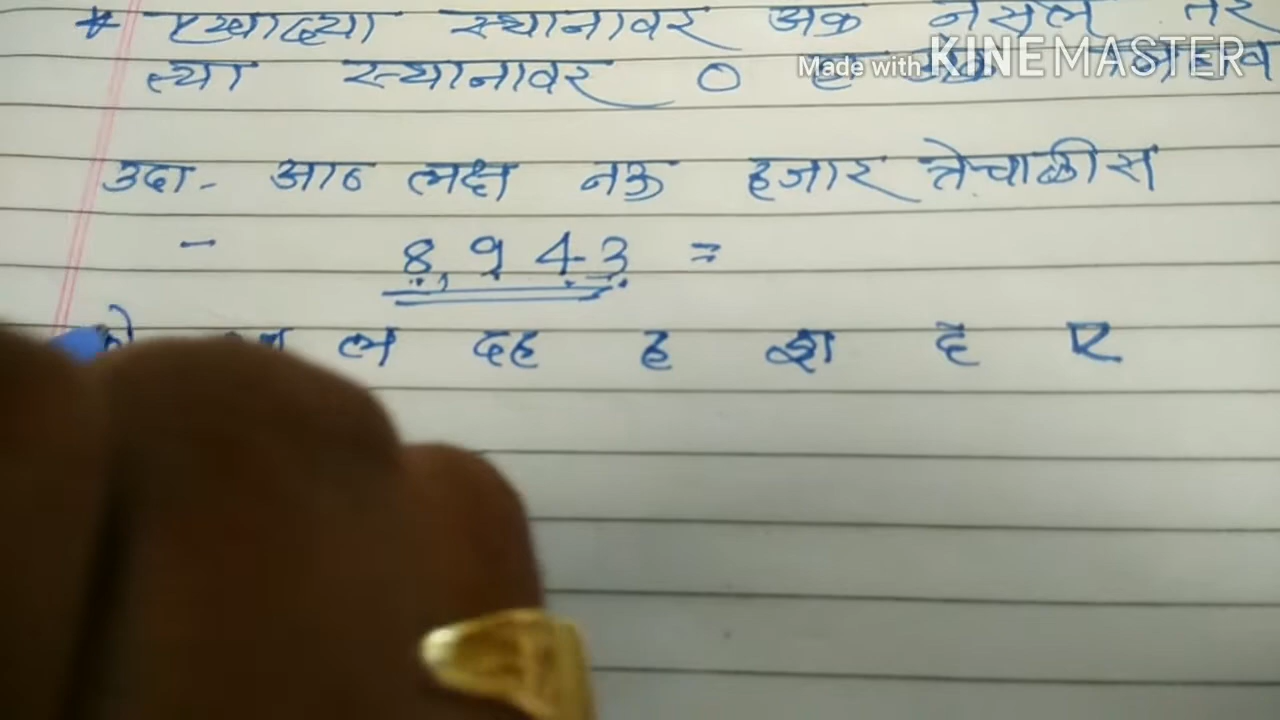 * एखाद्या स्थानावर अंक नसेल तर
त्या स्थानावर 0 हा
Made with KINEMASTER
उदा- आठ लक्ष नऊ हजार त्रेचाळीस
- 8,943 =
ल दह ह श द ए